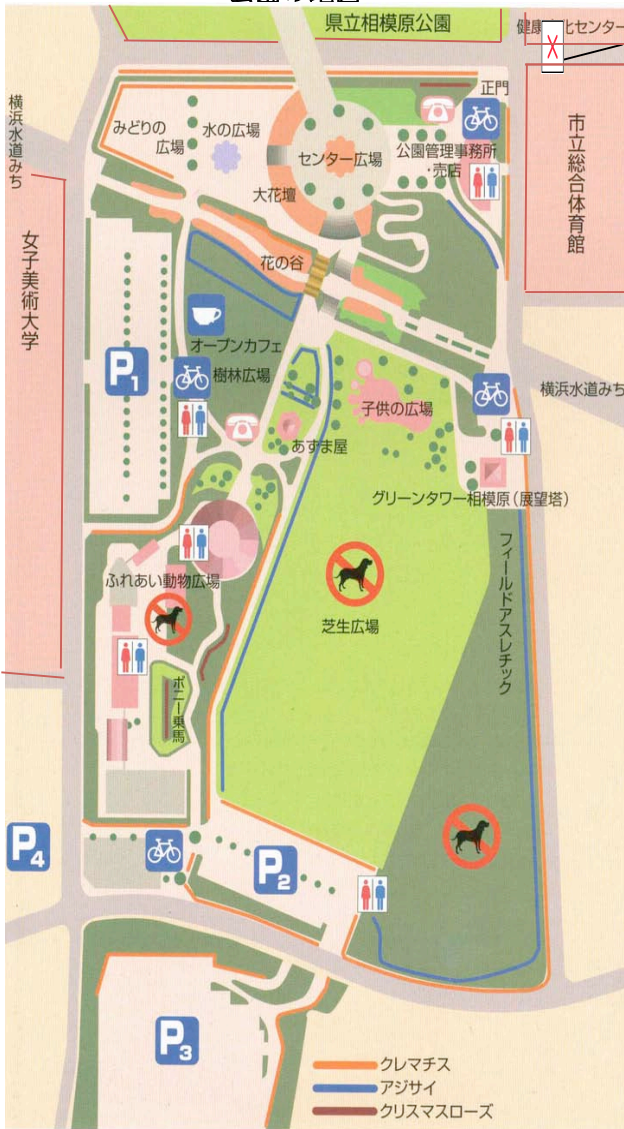 県立相模原公園
健康
化センター
正門
横浜水道みち
みどりの
広場
水の広場
センター広場
公園管理事務所
・売店
市立総合体育館
大花壇
女子美術大学
花の谷
オープンカフェ
P1
樹林広場
子供の広場
横浜水道みち
あずま屋
グリーンタワー相模原(展望塔)
フィールドアスレチック
ふれあい動物広場
芝生広場
ポニー乗馬
P4
P2
P3
クレマチス
アジサイ
クリスマスローズ